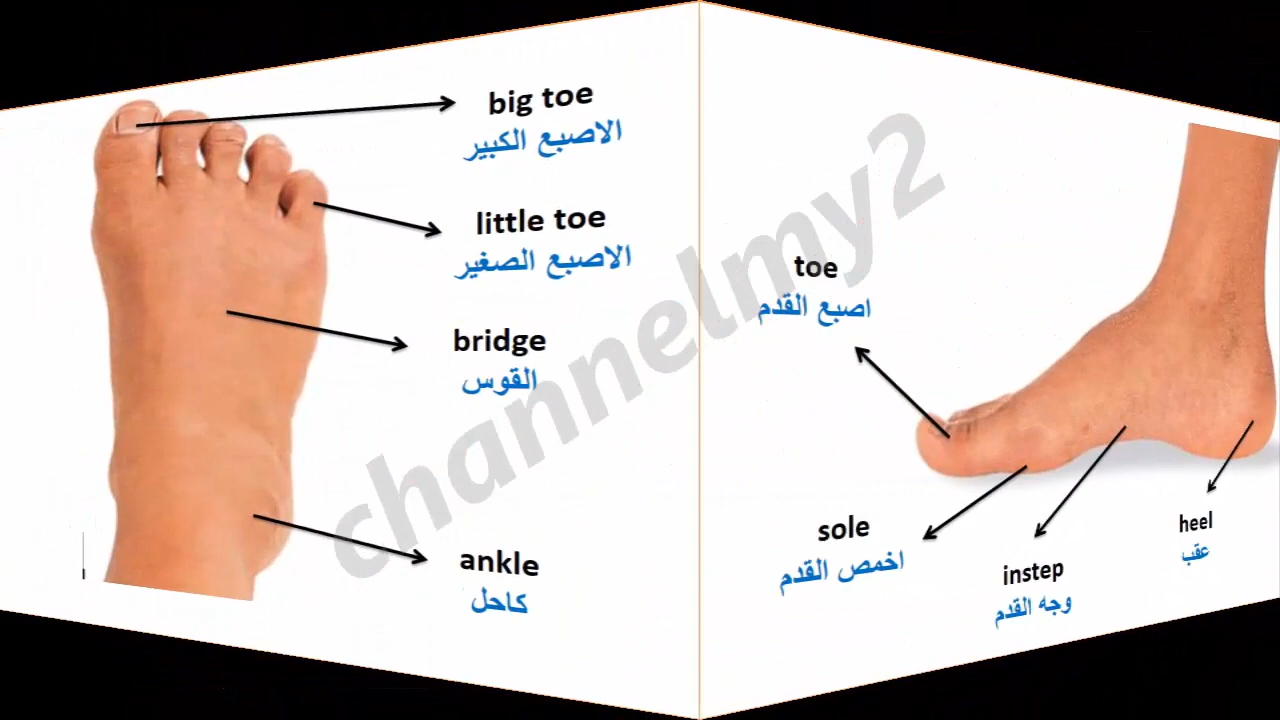 big toe
الاصبع الكبير
little toe
الاصبع الصغير
bridge
القوس
ankle
كاحل
channelmy2
toe
اصبع القدم
sole
اخمص القدم
instep
وجه القدم
heel
عقب